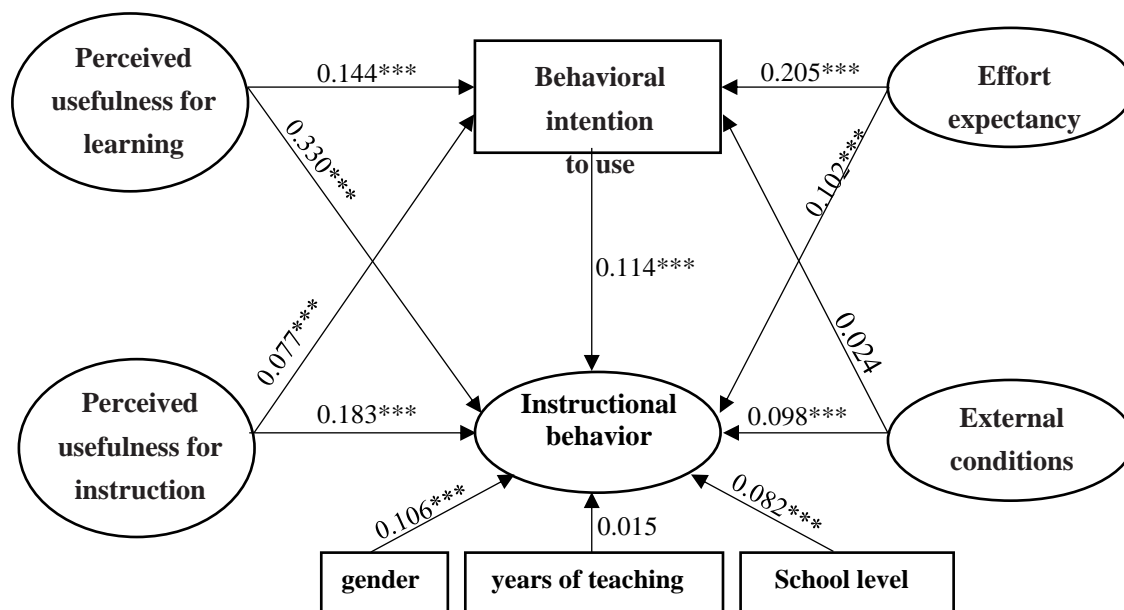 Perceived
usefulness for
learning
0.144***
Behavioral
intention
to use
0.205***
Effort
expectancy
0.330***
0.102***
0.114***
0.077***
0.024
Perceived
usefulness for
instruction
0.183***
Instructional
behavior
0.098***
External
conditions
0.106***
0.015
0.082***
gender
years of teaching
School level